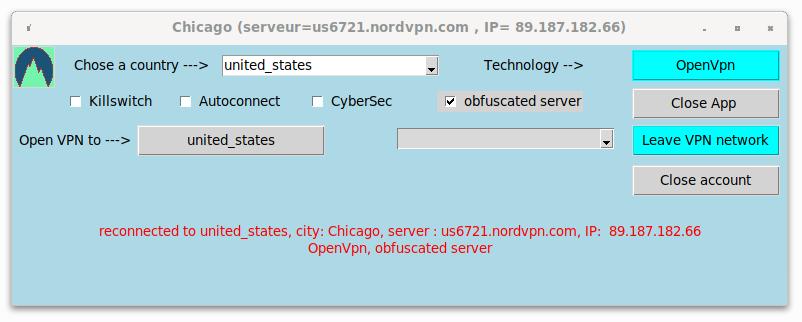 Chicago (serveur=us6721.nordvpn.com , IP= 89.187.182.66)
Chose a country ---> united_states Technology --> OpenVpn
Killswitch Autoconnect CyberSec obfuscated server Close App
Open VPN to ---> united_states Leave VPN network
Close account
reconnected to united_states, city: Chicago, server : us6721.nordvpn.com, IP: 89.187.182.66
OpenVpn, obfuscated server